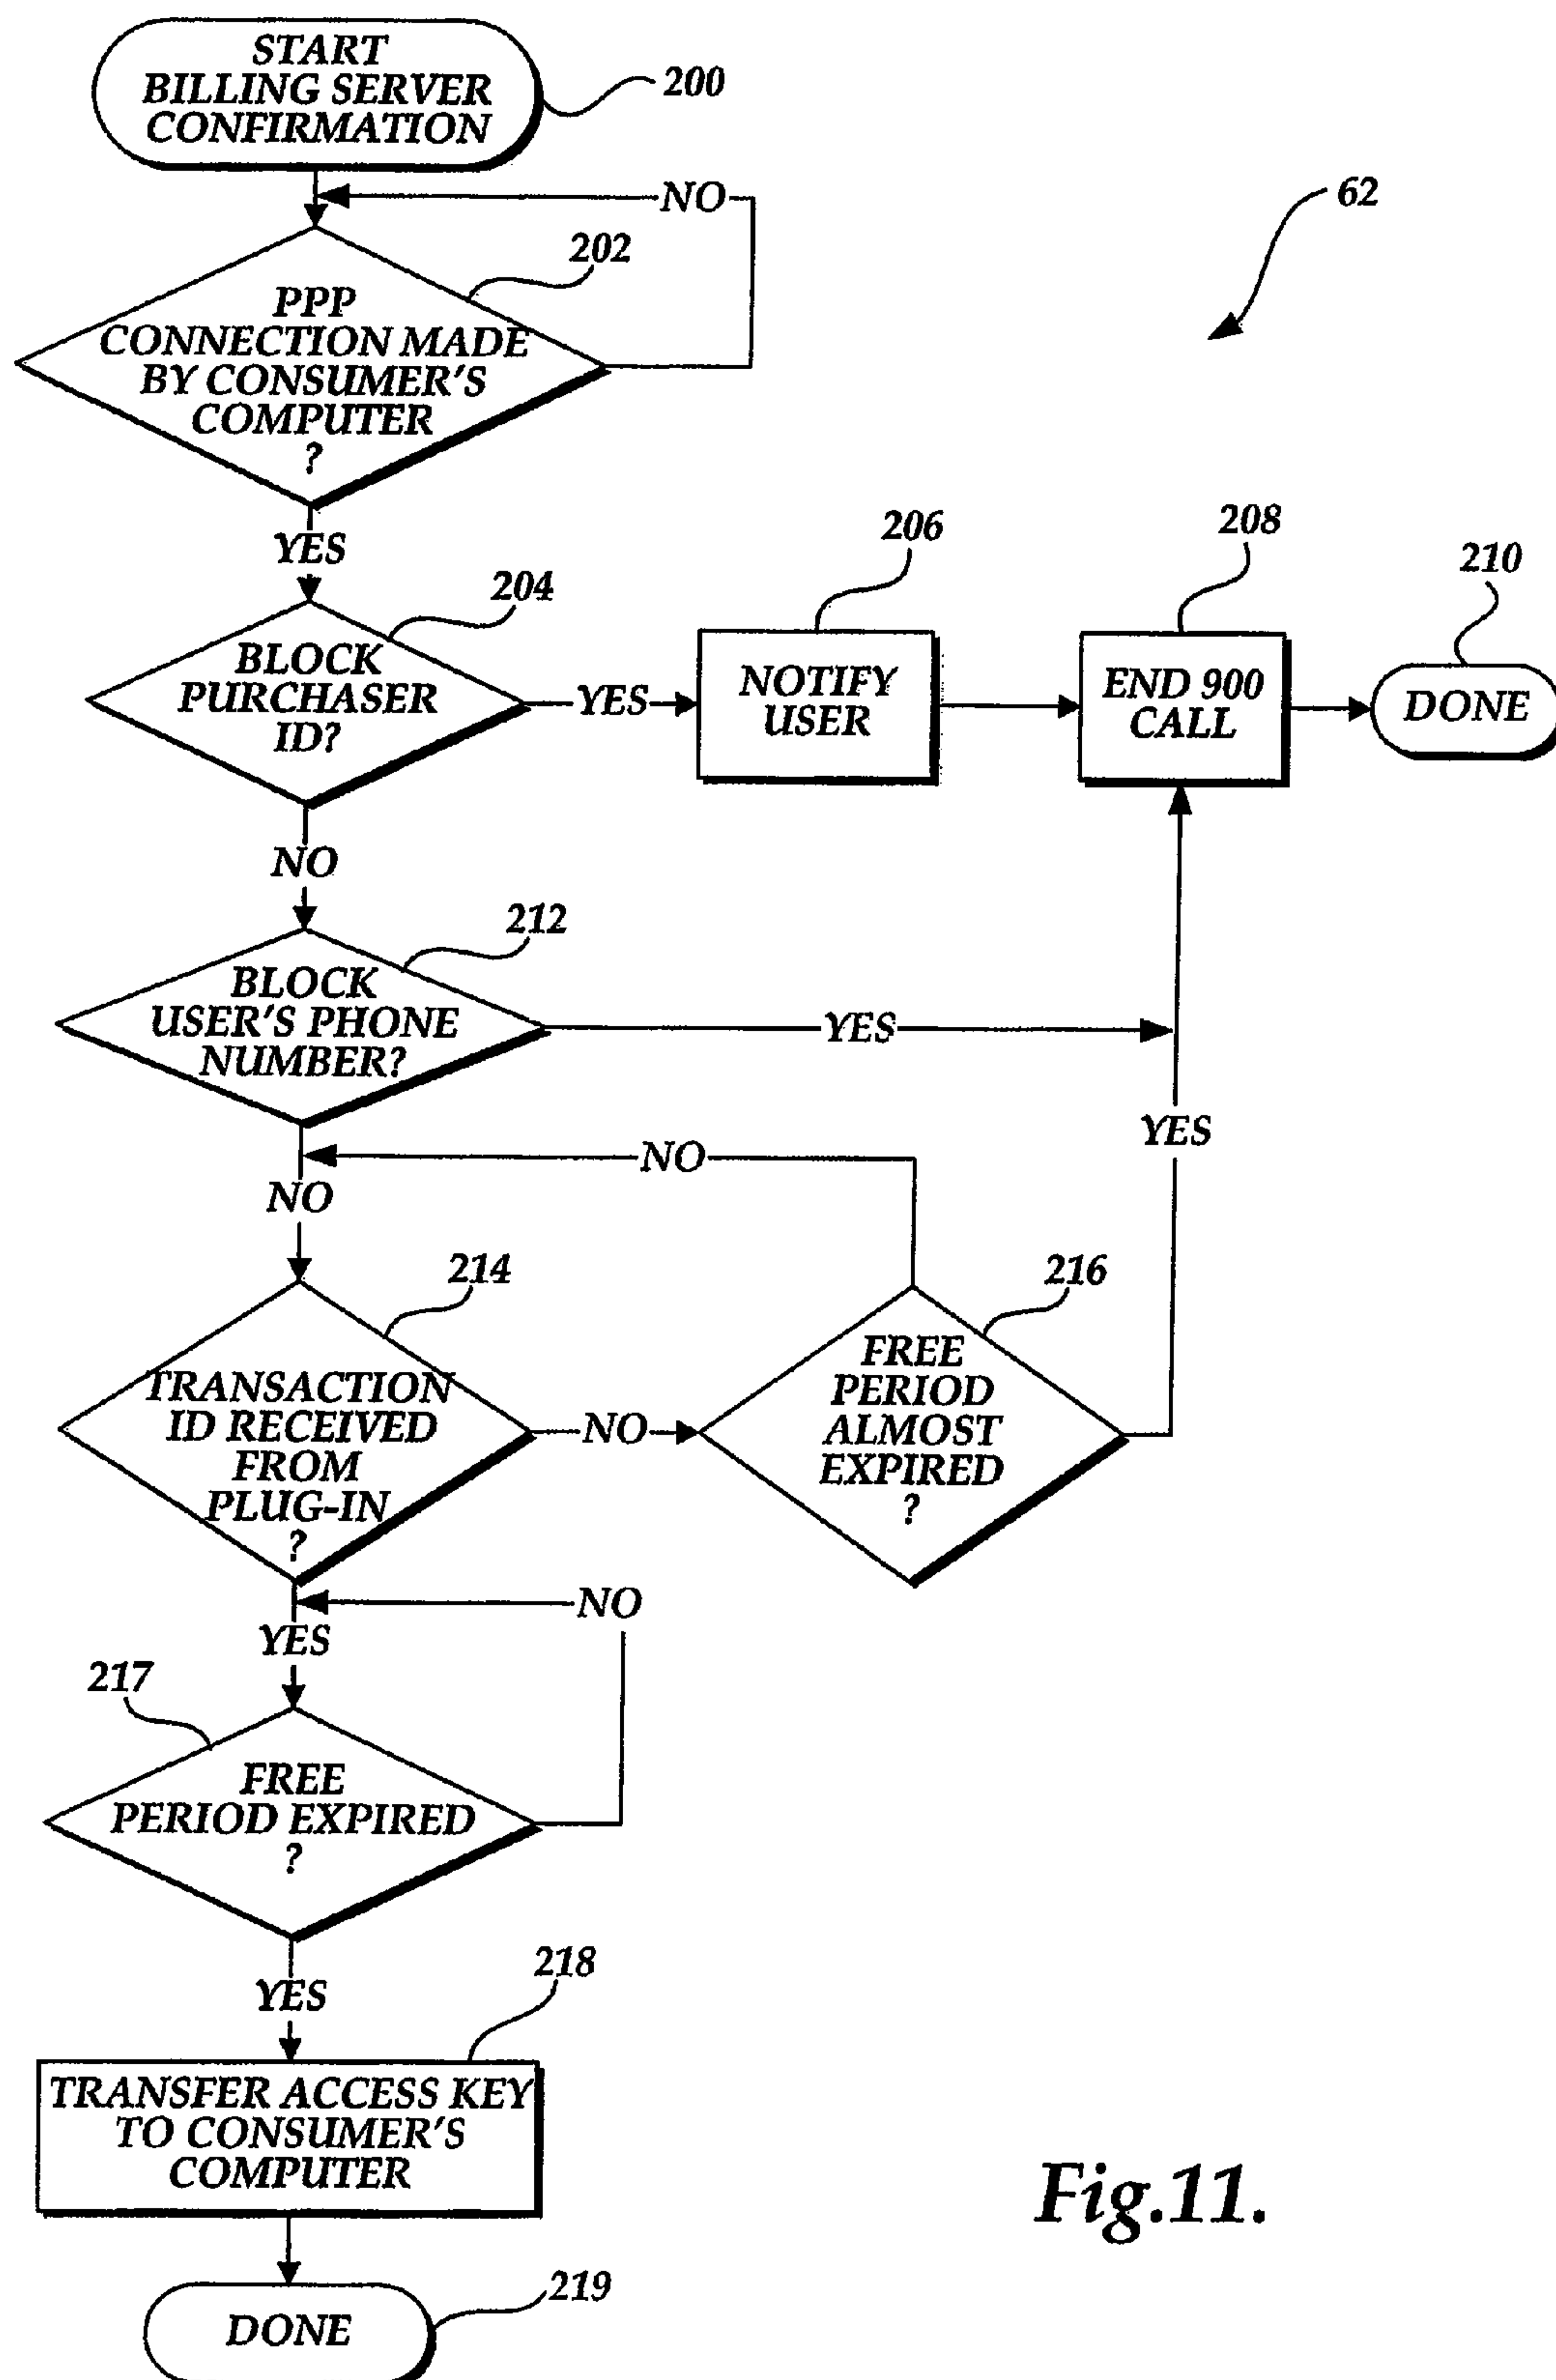 START
BILLING SERVER
CONFIRMATION
200
NO
62
202
PPP
CONNECTION MADE
BY CONSUMER'S
COMPUTER
?
YES
204
BLOCK
PURCHASER
ID?
YES
206
NOTIFY
USER
208
END 900
CALL
210
DONE
NO
212
BLOCK
USER'S PHONE
NUMBER?
YES
YES
NO
NO
214
TRANSACTION
ID RECEIVED
FROM
PLUG-IN
?
NO
216
FREE
PERIOD
ALMOST
EXPIRED
?
NO
YES
217
FREE
PERIOD EXPIRED
?
YES
218
TRANSFER ACCESS KEY
TO CONSUMER'S
COMPUTER
219
DONE
Fig.11.